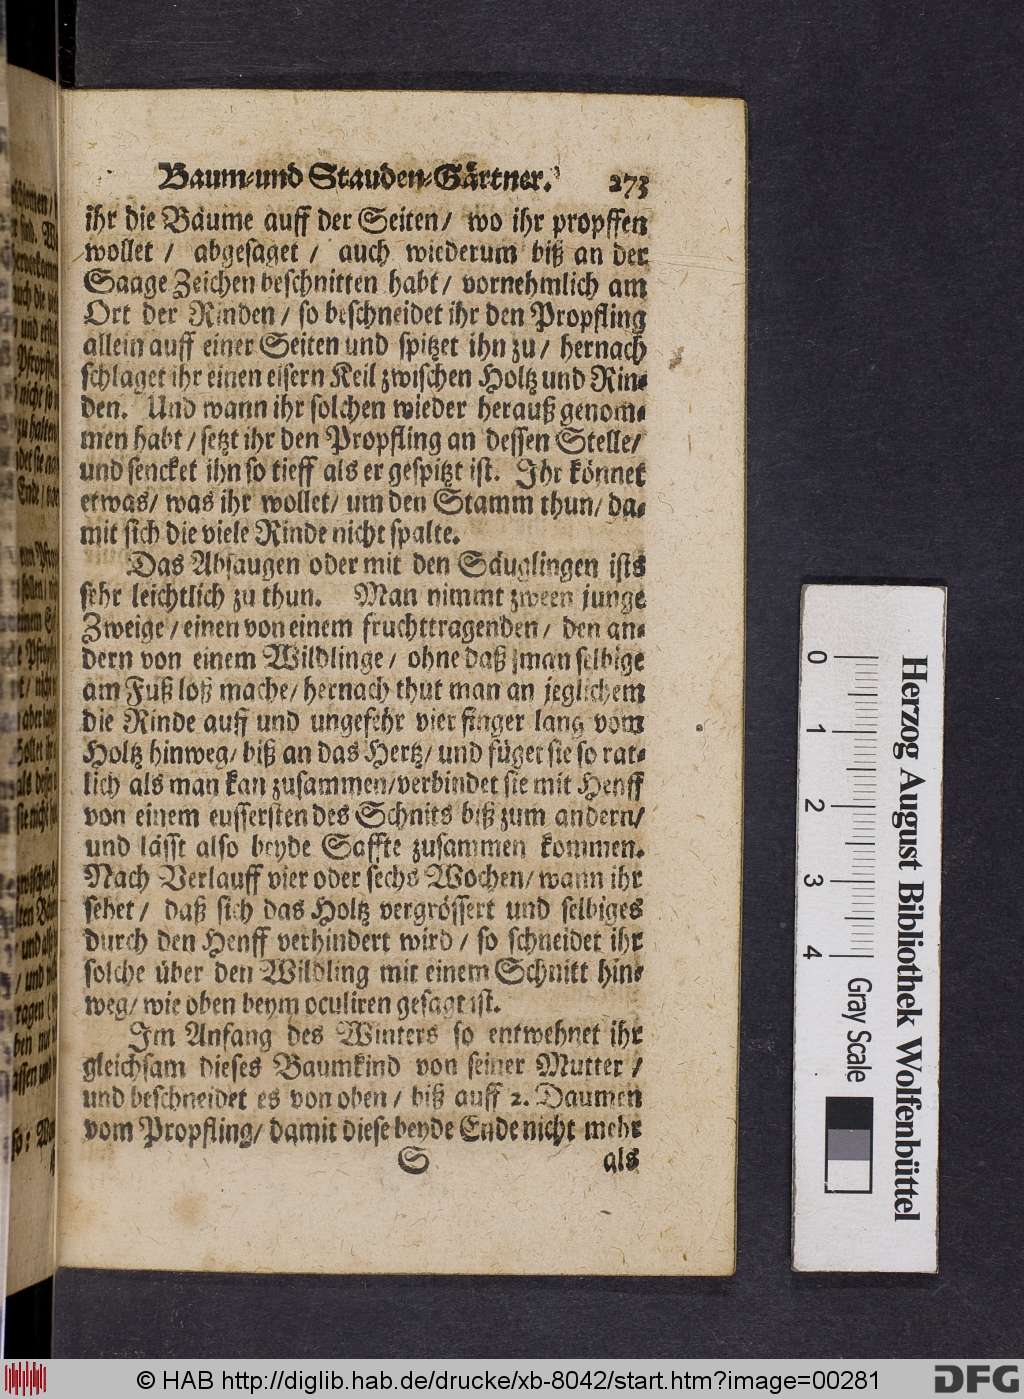 Baum-und Stauden-Gärtner. 273
ihr die Bäume auff der Seiten/ wo ihr propffen
wollet / abgesaget / auch wiederum biß an der
Saage Zeichen beschnitten habt/ vornehmlich am
Ort der Rinden / so beschneidet ihr den Propfling
allein auff einer Seiten und spitzet ihn zu/ hernach
schlaget ihr einen eisern Keil zwischen Holtz und Rin-
den. Und wann ihr solchen wieder herauß genom-
men habt / setzt ihr den Propfling an dessen Stelle/
und sencket ihn so tieff als er gespitzt ist. Ihr könnet
etwas/ was ihr wollet/ um den Stamm thun/ da-
mit sich die viele Rinde nicht spalte.
Das Absaugen oder mit den Säuglingen ists
sehr leichtlich zu thun. Man nimmt zween junge
Zweige / einen von einem fruchttragenden / den an-
dern von einem Wildlinge / ohne daß man selbige
am Fuß loß mache/ hernach thut man an jeglichem
die Rinde auff und ungefehr vier finger lang vom
Holtz hinweg/ biß an das Hertz/ und füget sie so rat-
lich als man kan zusammen/verbindet sie mit Henff
von einem eussersten des Schnits biß zum andern/
und lässt also beyde Saffte zusammen kommen.
Nach Verlauff vier oder sechs Wochen/ wann ihr
sehet / daß sich das Holtz vergrössert und selbiges
durch den Henff verhindert wird / so schneidet ihr
solche über den Wildling mit einem Schnitt hin-
weg/ wie oben beym oculiren gesagt ist.
Im Anfang des Winters so entwehnet ihr
gleichsam dieses Baumkind von seiner Mutter /
und beschneidet es von oben / biß auff 2. Daumen
vom Propfling/ damit diese beyde Ende nicht mehr
S als
Herzog August Bibliothek Wolfenbüttel
0 1 2 3 4
Gray Scale
© HAB http://diglib.hab.de/drucke/xb-8042/start.htm?image=00281
DFG